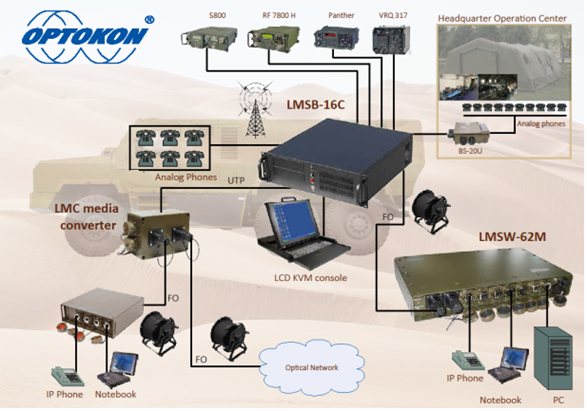 OPTOKON®
S800
RF 7800 H
Panther
VRQ 317
Headquarter Operation Center
LMSB-16C
Analog phones
BS-20U
Analog Phones
UTP
LMC media
converter
FO
LMSW-62M
LCD KVM console
FO
FO
Optical Network
IP Phone
Notebook
IP Phone
Notebook
PC